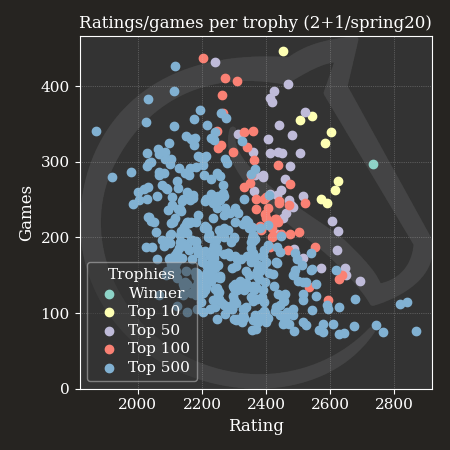 Ratings/games per trophy (2+1/spring20)
400
300
200
100
0
Games
Trophies
Winner
Top 10
Top 50
Top 100
Top 500
2000 2200 2400 2600 2800
Rating